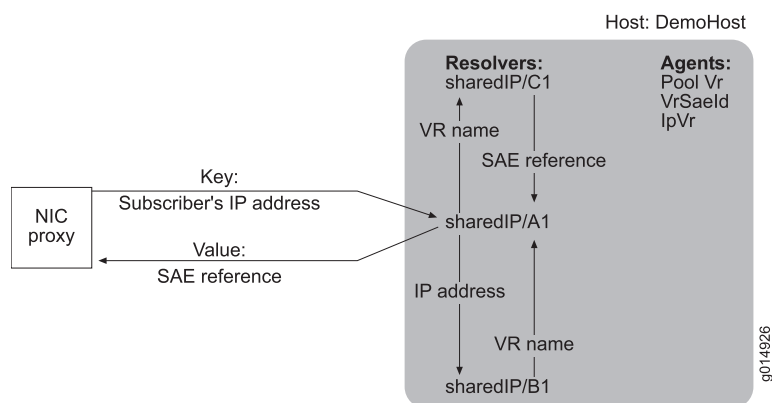 Host: DemoHost
Resolvers:
sharedIP/C1
Agents:
Pool Vr
VrSaeId
IpVr
VR name
SAE reference
Key:
Subscriber's IP address
NIC
proxy
sharedIP/A1
Value:
SAE reference
IP address
VR name
sharedIP/B1
g014926